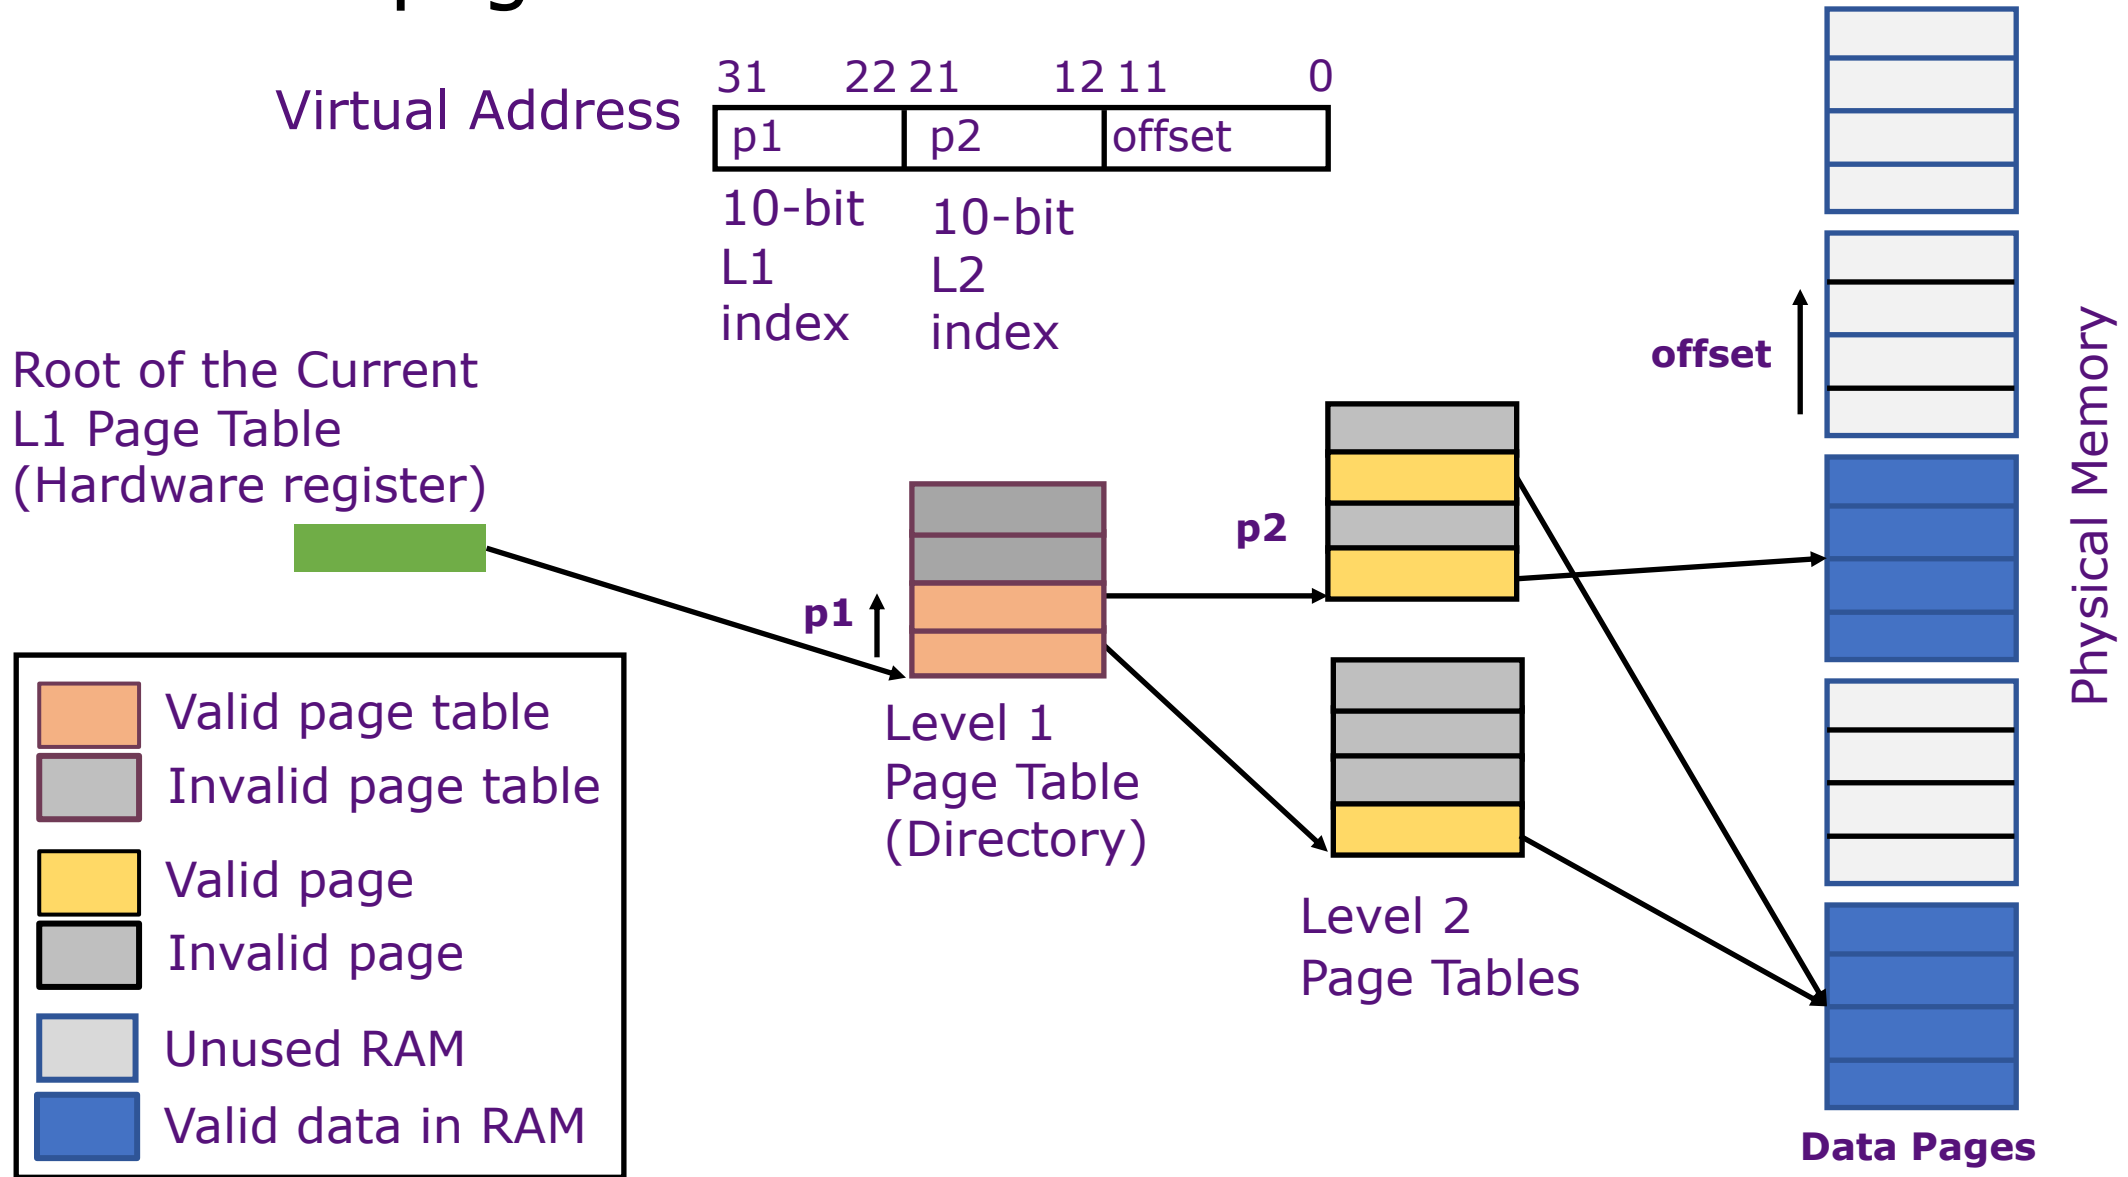 31 22 21 12 11 0
Virtual Address
p1 p2 offset
10-bit
L1
index
10-bit
L2
index
Root of the Current
L1 Page Table
(Hardware register)
offset
Physical Memory
p2
p1
Level 1
Page Table
(Directory)
Level 2
Page Tables
Valid page table
Invalid page table
Valid page
Invalid page
Unused RAM
Valid data in RAM
Data Pages